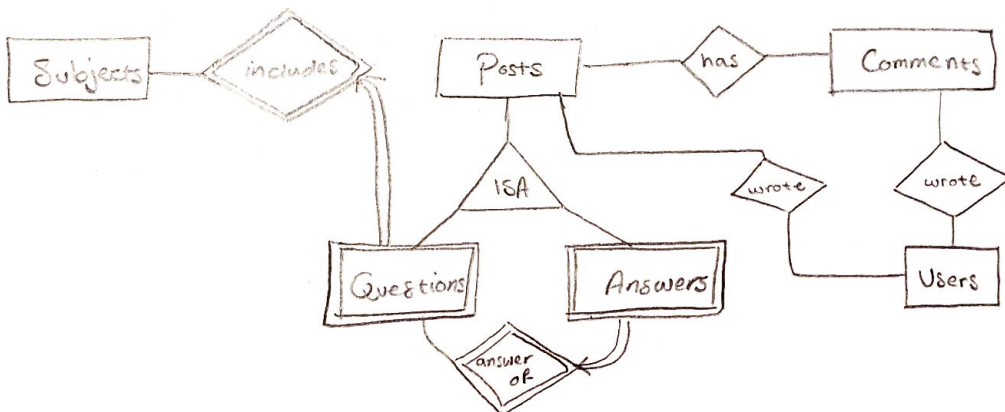 Subjects
includes
Posts
has
Comments
ISA
wrote
wrote
Questions
Answers
Users
answer
of